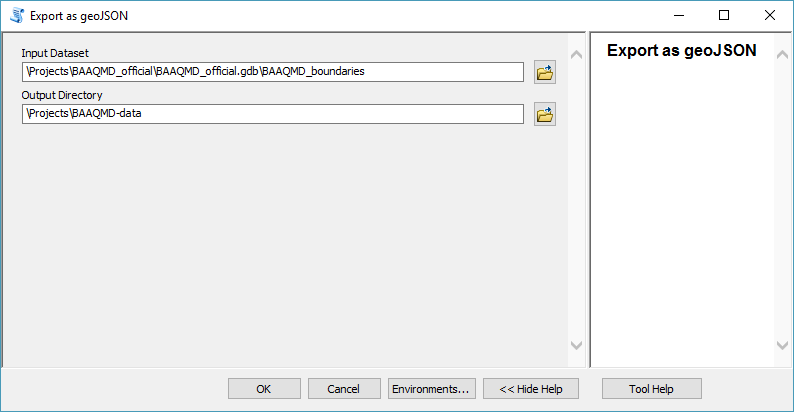 Export as geoJSON
Input Dataset
\Projects\BAAQMD_official\BAAQMD_official.gdb\BAAQMD_boundaries
Output Directory
\Projects\BAAQMD-data
Export as geoJSON
OK
Cancel
Environments...
<< Hide Help
Tool Help